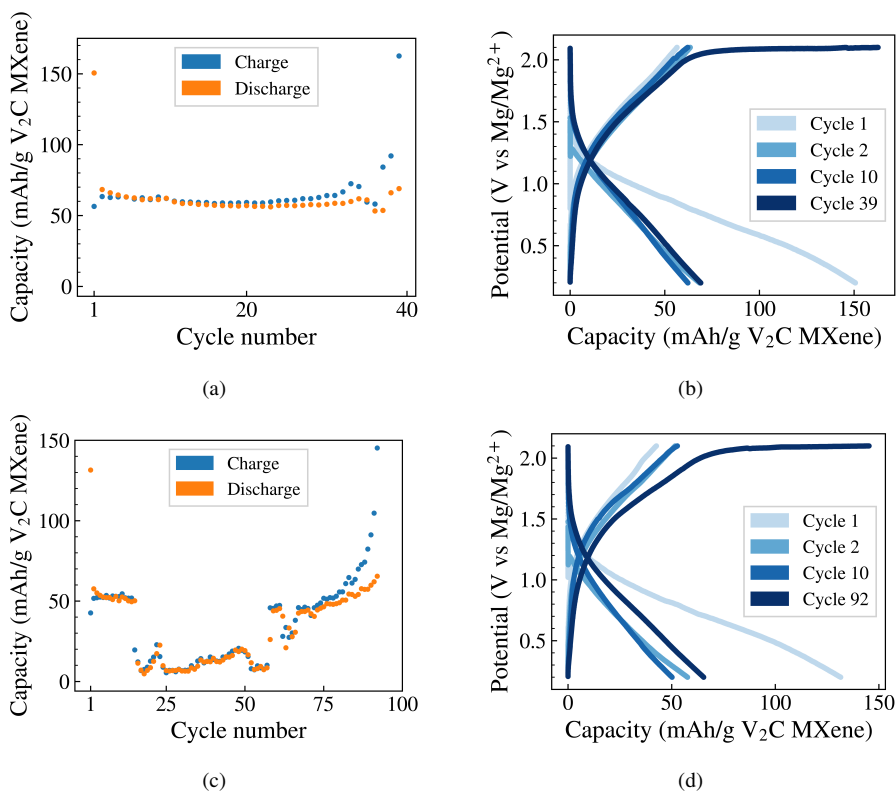 Capacity (mAh/g V₂C MXene)
150
100
50
0
Charge
Discharge
1
20
40
Cycle number
(a)
Potential (V vs Mg/Mg²⁺)
2.0
1.5
1.0
0.5
Cycle 1
Cycle 2
Cycle 10
Cycle 39
0
50
100
150
Capacity (mAh/g V₂C MXene)
(b)
Capacity (mAh/g V₂C MXene)
150
100
50
0
Charge
Discharge
1
25
50
75
100
Cycle number
(c)
Potential (V vs Mg/Mg²⁺)
2.0
1.5
1.0
0.5
Cycle 1
Cycle 2
Cycle 10
Cycle 92
0
50
100
150
Capacity (mAh/g V₂C MXene)
(d)